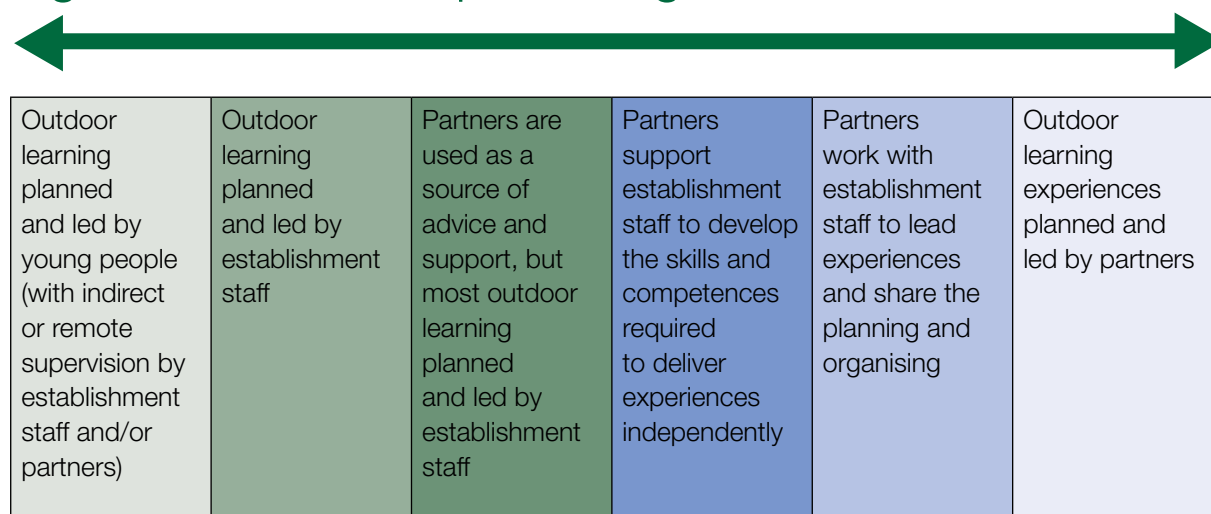 Outdoor
learning
planned
and led by
young people
(with indirect
or remote
supervision by
establishment
staff and/or
partners)
Outdoor
learning
planned
and led by
establishment
staff
Partners are
used as a
source of
advice and
support, but
most outdoor
learning
planned
and led by
establishment
staff
Partners
support
establishment
staff to develop
the skills and
competences
required
to deliver
experiences
independently
Partners
work with
establishment
staff to lead
experiences
and share the
planning and
organising
Outdoor
learning
experiences
planned and
led by partners